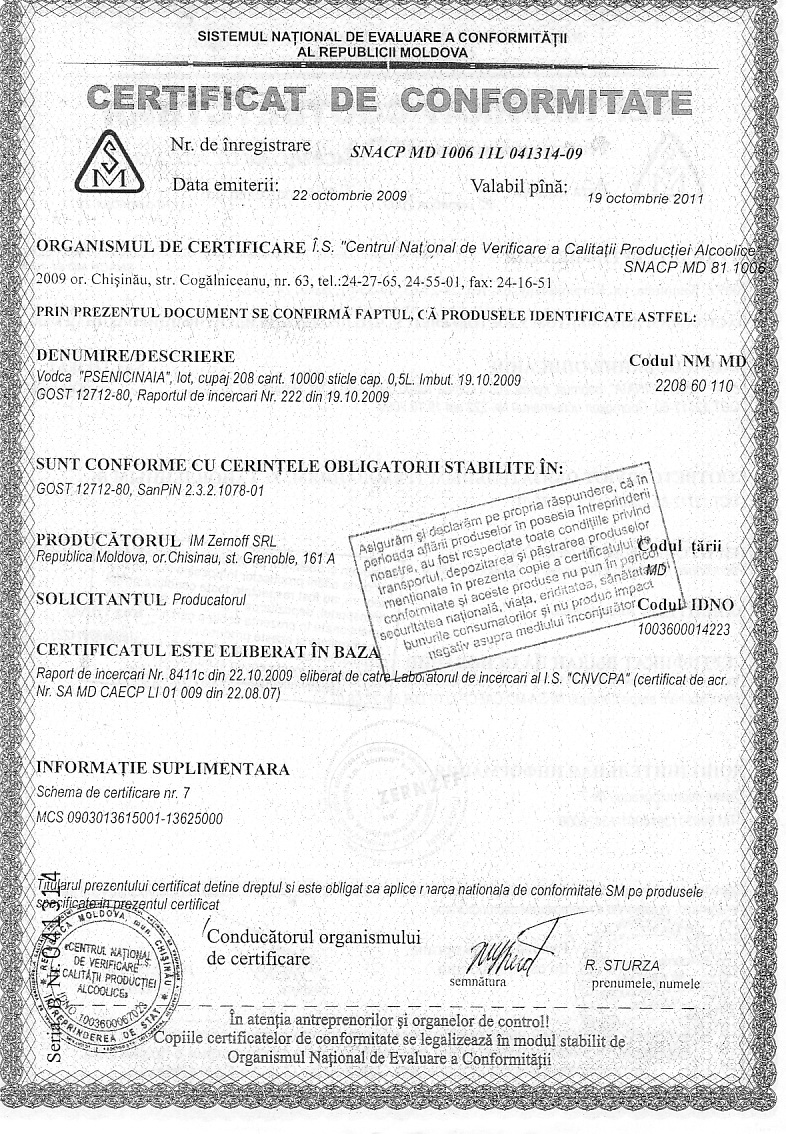 SISTEMUL NAȚIONAL DE EVALUARE A CONFORMITĂȚII
AL REPUBLICII MOLDOVA
CERTIFICAT DE CONFORMITATE
SM
Nr. de înregistrare SNACP MD 1006 11L 041314-09
Data emiterii: 22 octombrie 2009 Valabil pînă: 19 octombrie 2011
ORGANISMUL DE CERTIFICARE Î.S. "Centrul Național de Verificare a Calitații Producției Alcoolice"
SNACP MD 81 1006
2009 or. Chișinău, str. Cogâlniceanu, nr. 63, tel.:24-27-65, 24-55-01, fax: 24-16-51
PRIN PREZENTUL DOCUMENT SE CONFIRMĂ FAPTUL, CĂ PRODUSELE IDENTIFICATE ASTFEL:
DENUMIRE/DESCRIERE Codul NM MD
Vodca "PSENICINAIA", lot, cupaj 208 cant. 10000 sticle cap. 0,5L. Imbut. 19.10.2009 2208 60 110
GOST 12712-80, Raportul de incercari Nr. 222 din 19.10.2009
SUNT CONFORME CU CERINȚELE OBLIGATORII STABILITE ÎN:
GOST 12712-80, SanPiN 2.3.2.1078-01
Asigurăm și declarăm pe propria răspundere, că în
perioada aflării produselor în posesia întreprinderii
noastre, au fost respectate toate condițiile privind
transportul, depozitarea și păstrarea produselor
menționate în prezenta copie a certificatului de
conformitate și aceste produse nu pun în pericol
securitatea națională, viața, ereditatea, sănătatea
bunurile consumatorilor și nu produc impact
negativ asupra mediului înconjurător
PRODUCĂTORUL IM Zernoff SRL Codul țării
Republica Moldova, or.Chisinau, st. Grenoble, 161 A MD
SOLICITANTUL Producatorul Codul IDNO
1003600014223
CERTIFICATUL ESTE ELIBERAT ÎN BAZA
Raport de incercari Nr. 8411c din 22.10.2009 eliberat de catre Laboratorul de incercari al I.S. "CNVCPA" (certificat de acr.
Nr. SA MD CAECP LI 01 009 din 22.08.07)
INFORMAȚIE SUPLIMENTARA
Schema de certificare nr. 7
MCS 0903013615001-13625000
Titularul prezentului certificat detine dreptul si este obligat sa aplice marca nationala de conformitate SM pe produsele
specificate in prezentul certificat
Seria B Nr 041314
REPUBLICA MOLDOVA, mun. CHIȘINĂU
«CENTRUL NAȚIONAL
DE VERIFICARE
CALITĂȚII PRODUCȚIEI
ALCOOLICE»
ÎNTREPRINDEREA DE STAT
Conducătorul organismului
de certificare
semnătura
R. STURZA
prenumele, numele
În atenția antreprenorilor și organelor de control!
Copiile certificatelor de conformitate se legalizează în modul stabilit de
Organismul Național de Evaluare a Conformității